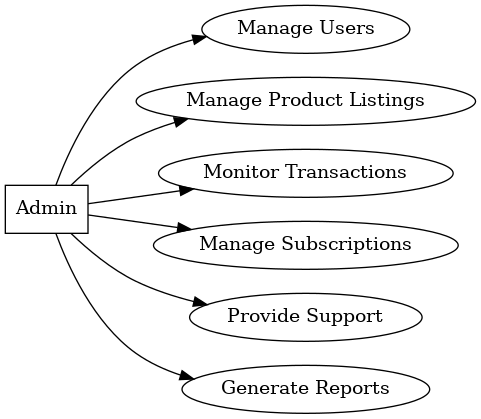 Manage Users
Manage Product Listings
Monitor Transactions
Admin
Manage Subscriptions
Provide Support
Generate Reports